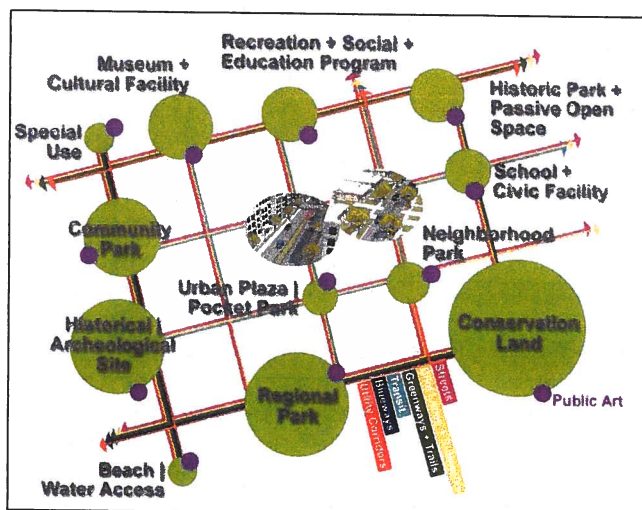 Recreation + Social +
Education Program
Museum +
Cultural Facility
Historic Park +
Passive Open
Space
Special
Use
School +
Civic Facility
Community
Park
Neighborhood
Park
Urban Plaza |
Pocket Park
Historical |
Archeological
Site
Conservation
Land
Regional
Park
Utility Corridors
Blueways
Transit
Greenways + Trails
Streets
Public Art
Beach |
Water Access